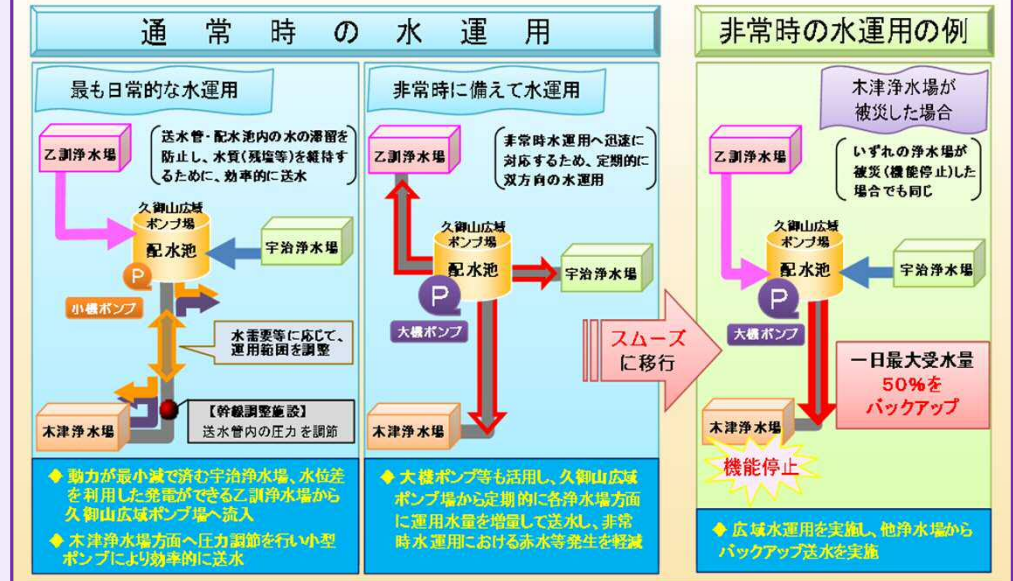 通常時の水運用
最も日常的な水運用
乙訓浄水場
送水管・配水池内の水の滞留を
防止し、水質(残塩等)を維持す
るために、効率的に送水
久御山広域
ポンプ場
配水池
宇治浄水場
P
小機ポンプ
水需要等に応じて、
運用範囲を調整
【幹線調整施設】
送水管内の圧力を調節
木津浄水場
◆ 動力が最小減で済む宇治浄水場、水位差
を利用した発電ができる乙訓浄水場から
久御山広域ポンプ場へ流入
◆ 木津浄水場方面へ圧力調節を行い小型
ポンプにより効率的に送水
非常時に備えて水運用
乙訓浄水場
非常時水運用へ迅速に
対応するため、定期的に
双方向の水運用
久御山広域
ポンプ場
配水池
宇治浄水場
P
大機ポンプ
木津浄水場
◆ 大機ポンプ等も活用し、久御山広域
ポンプ場から定期的に各浄水場方面
に運用水量を増量して送水し、非常
時水運用における赤水等発生を軽減
スムーズ
に移行
非常時の水運用の例
木津浄水場が
被災した場合
乙訓浄水場
いずれの浄水場が
被災(機能停止)した
場合でも同じ
久御山広域
ポンプ場
配水池
宇治浄水場
P
大機ポンプ
一日最大受水量
50%を
バックアップ
木津浄水場
機能停止
◆ 広域水運用を実施し、他浄水場から
バックアップ送水を実施